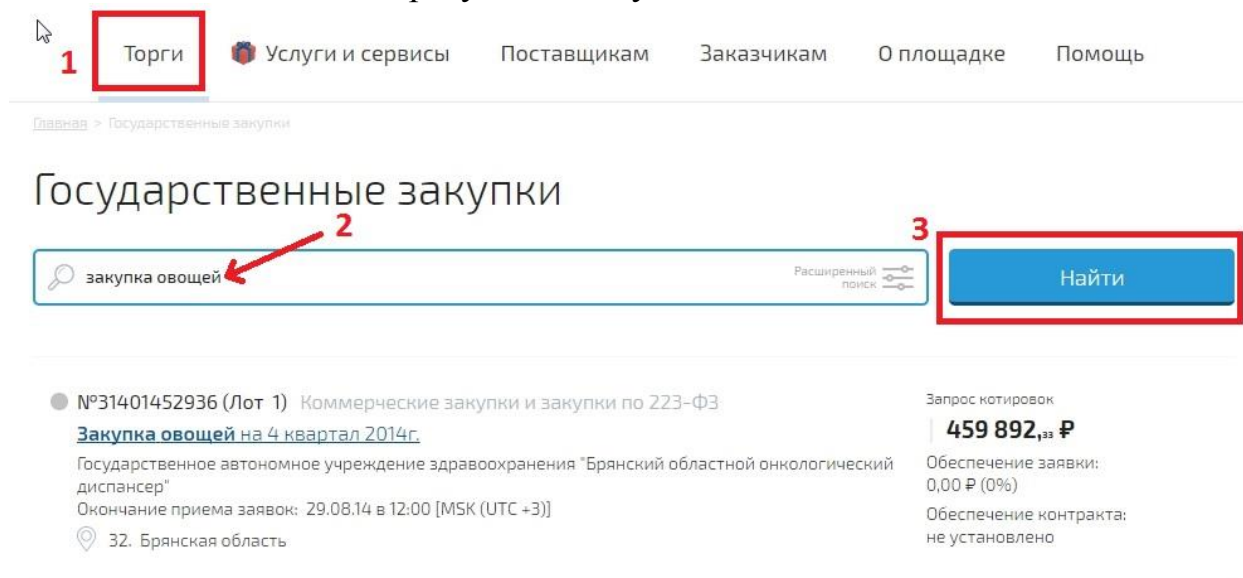 1 Торги Услуги и сервисы Поставщикам Заказчикам О площадке Помощь
Главная > Государственные закупки
Государственные закупки
2
3
закупка овощей
Расширенный
поиск
Найти
№31401452936 (Лот 1) Коммерческие закупки и закупки по 223-ФЗ
Закупка овощей на 4 квартал 2014г.
Государственное автономное учреждение здравоохранения "Брянский областной онкологический
диспансер"
Окончание приема заявок: 29.08.14 в 12:00 [MSK (UTC +3)]
32. Брянская область
Запрос котировок
459 892,33 ₽
Обеспечение заявки:
0,00 ₽ (0%)
Обеспечение контракта:
не установлено